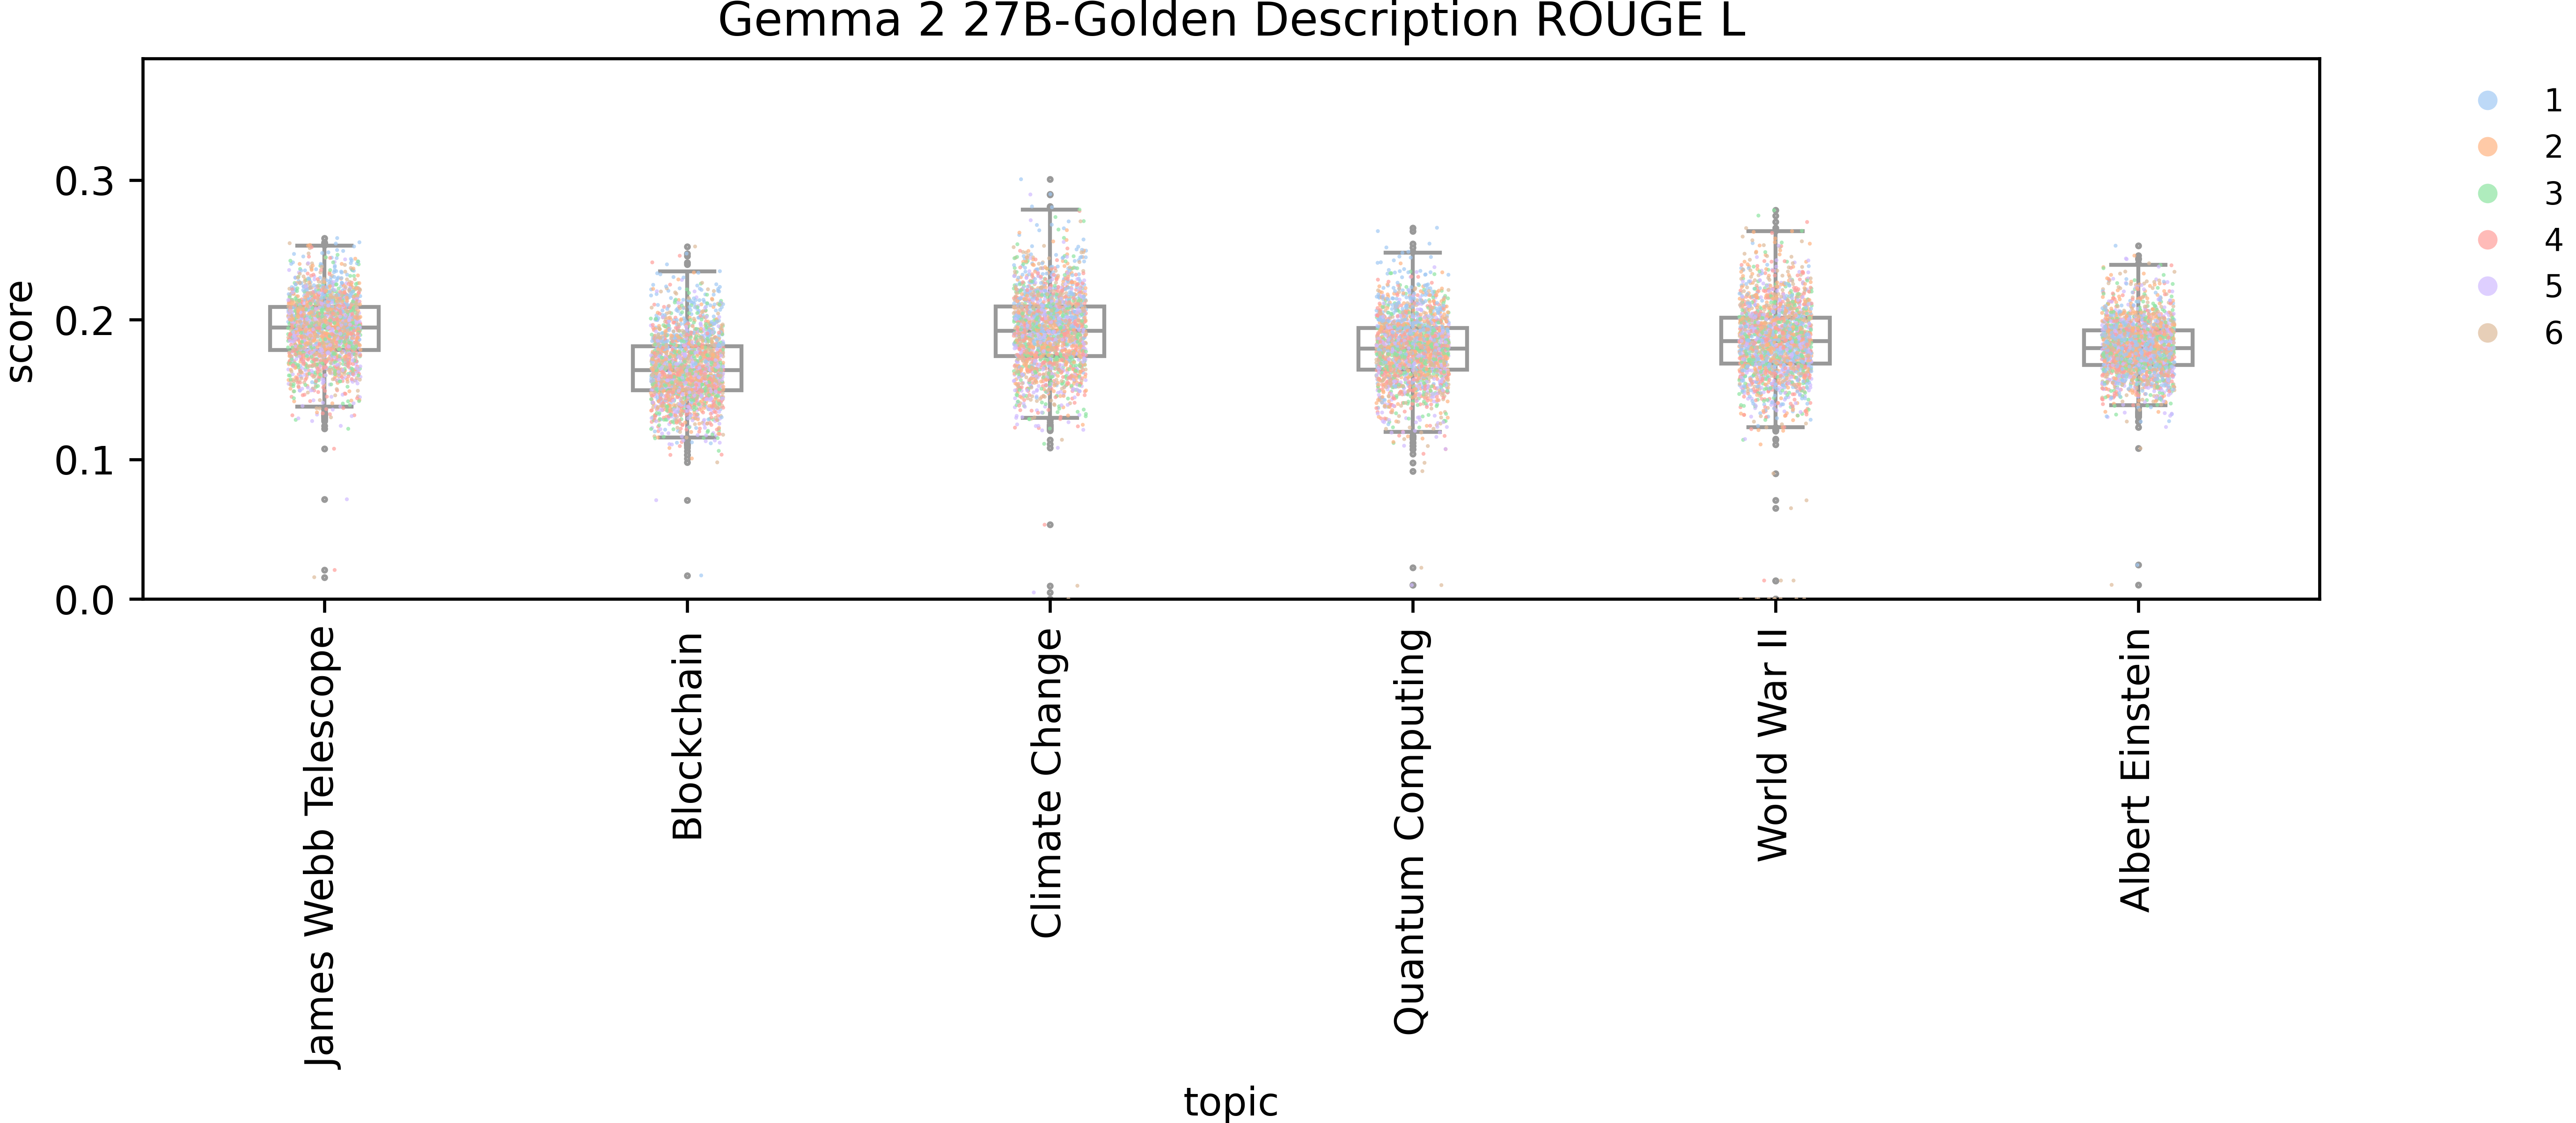 Gemma 2 27B-Golden Description ROUGE L
score
0.3
0.2
0.1
0.0
1
2
3
4
5
6
James Webb Telescope
Blockchain
Climate Change
Quantum Computing
World War II
Albert Einstein
topic